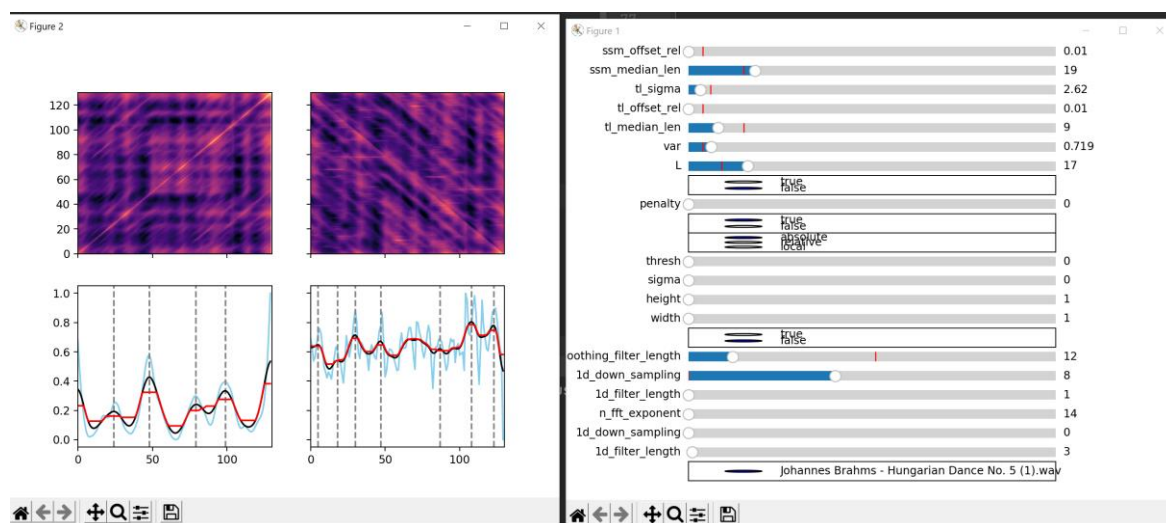 Figure 2
120
100
80
60
40
20
0
1.0
0.8
0.6
0.4
0.2
0.0
0 50 100
0 50 100
Figure 1
ssm_offset_rel 0.01
ssm_median_len 19
tl_sigma 2.62
tl_offset_rel 0.01
tl_median_len 9
var 0.719
L 17
true
false
penalty 0
true
false
absolute
relative
local
thresh 0
sigma 0
height 1
width 1
true
false
oothing_filter_length 12
1d_down_sampling 8
1d_filter_length 1
n_fft_exponent 14
1d_down_sampling 0
1d_filter_length 3
Johannes Brahms - Hungarian Dance No. 5 (1).wav